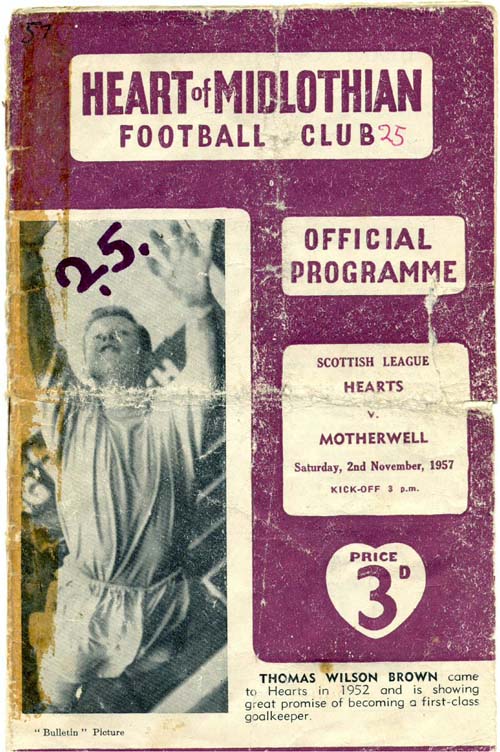 57
HEART of MIDLOTHIAN
FOOTBALL CLUB 25
OFFICIAL
PROGRAMME
25.
SCOTTISH LEAGUE
HEARTS
v.
MOTHERWELL
Saturday, 2nd November, 1957
KICK-OFF 3 p.m.
PRICE
3D
THOMAS WILSON BROWN came
to Hearts in 1952 and is showing
great promise of becoming a first-class
goalkeeper.
"Bulletin" Picture